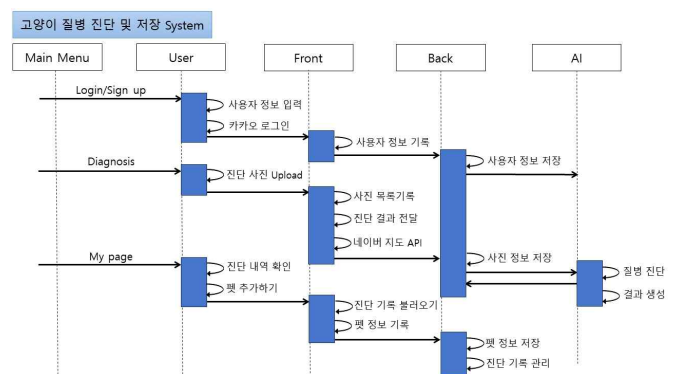 고양이 질병 진단 및 저장 System
Main Menu
User
Front
Back
AI
Login/Sign up
사용자 정보 입력
카카오 로그인
사용자 정보 기록
사용자 정보 저장
Diagnosis
진단 사진 Upload
사진 목록기록
진단 결과 전달
네이버 지도 API
사진 정보 저장
질병 진단
결과 생성
My page
진단 내역 확인
펫 추가하기
진단 기록 불러오기
펫 정보 기록
펫 정보 저장
진단 기록 관리